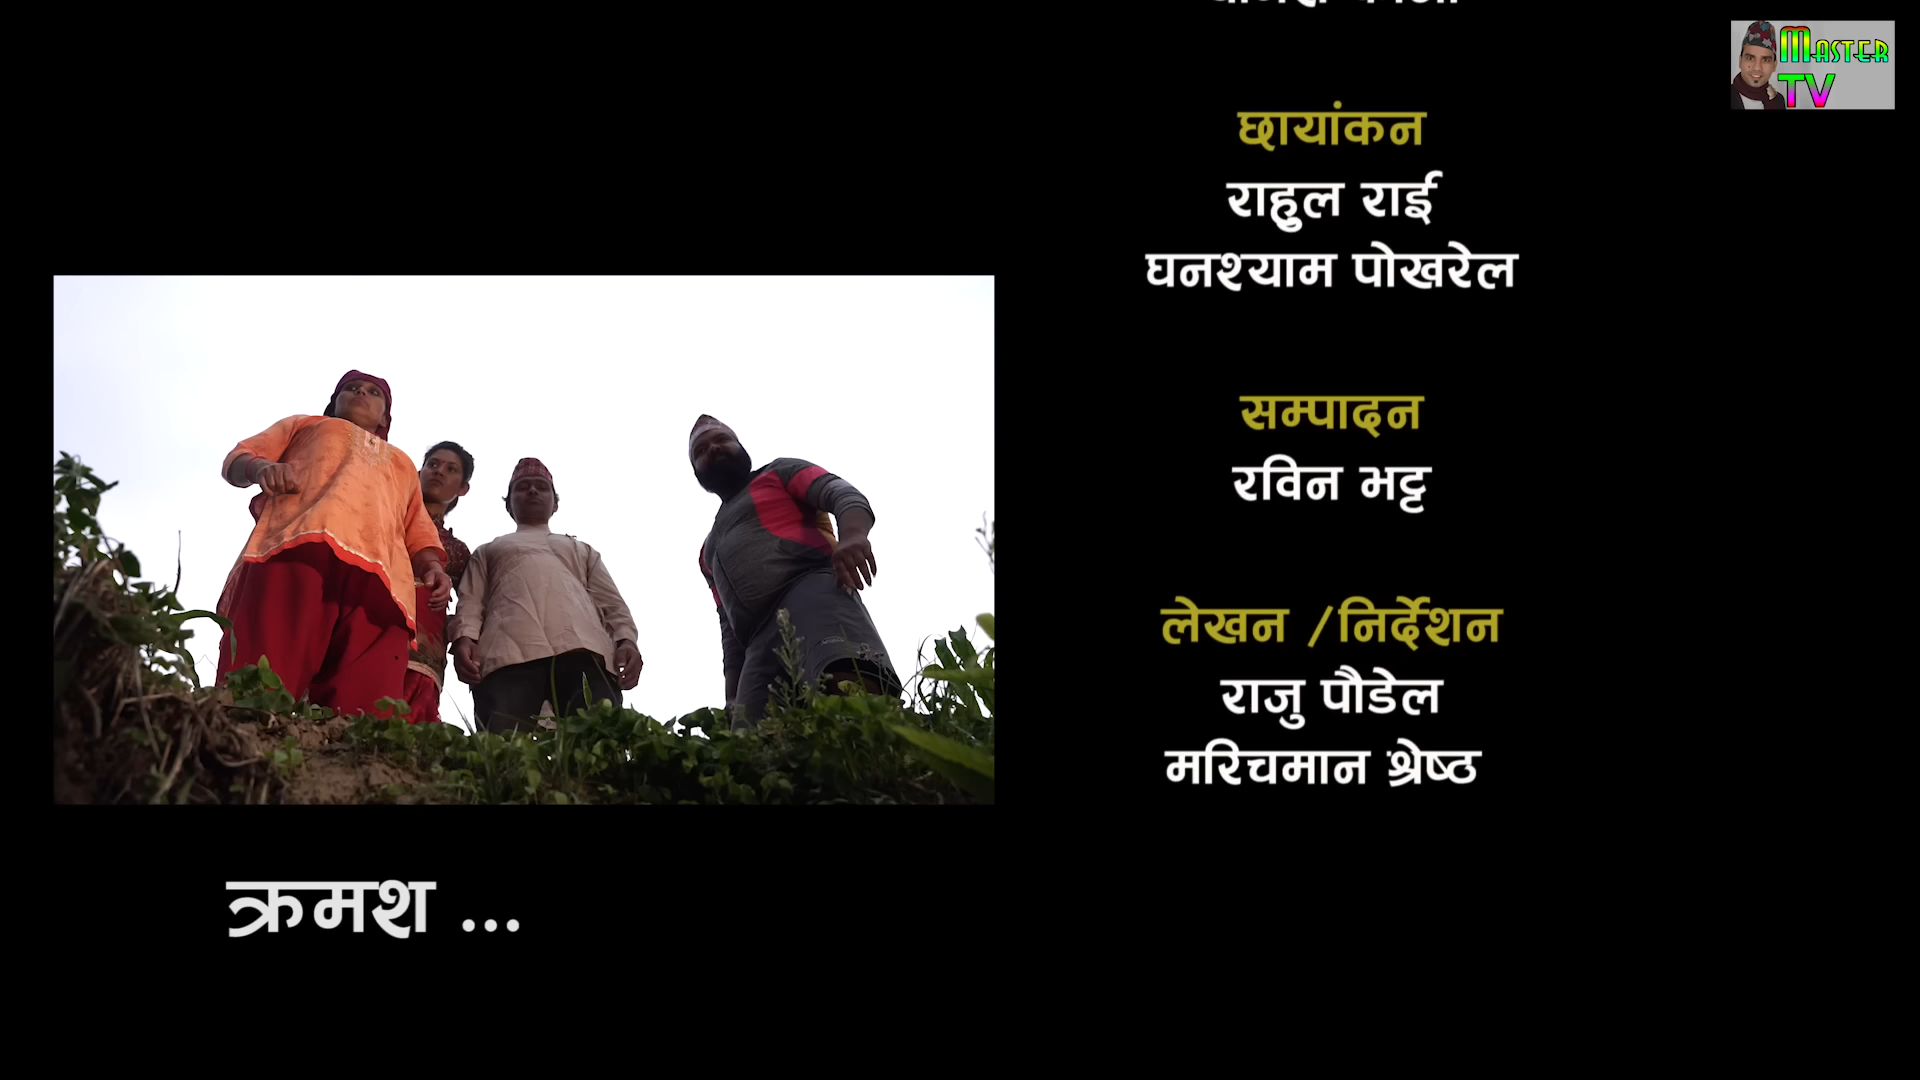 MASTER
TV
छायांकन
राहुल राई
घनश्याम पोखरेल
सम्पादन
रविन भट्ट
लेखन /निर्देशन
राजु पौडेल
मरिचमान श्रेष्ठ
क्रमश ...